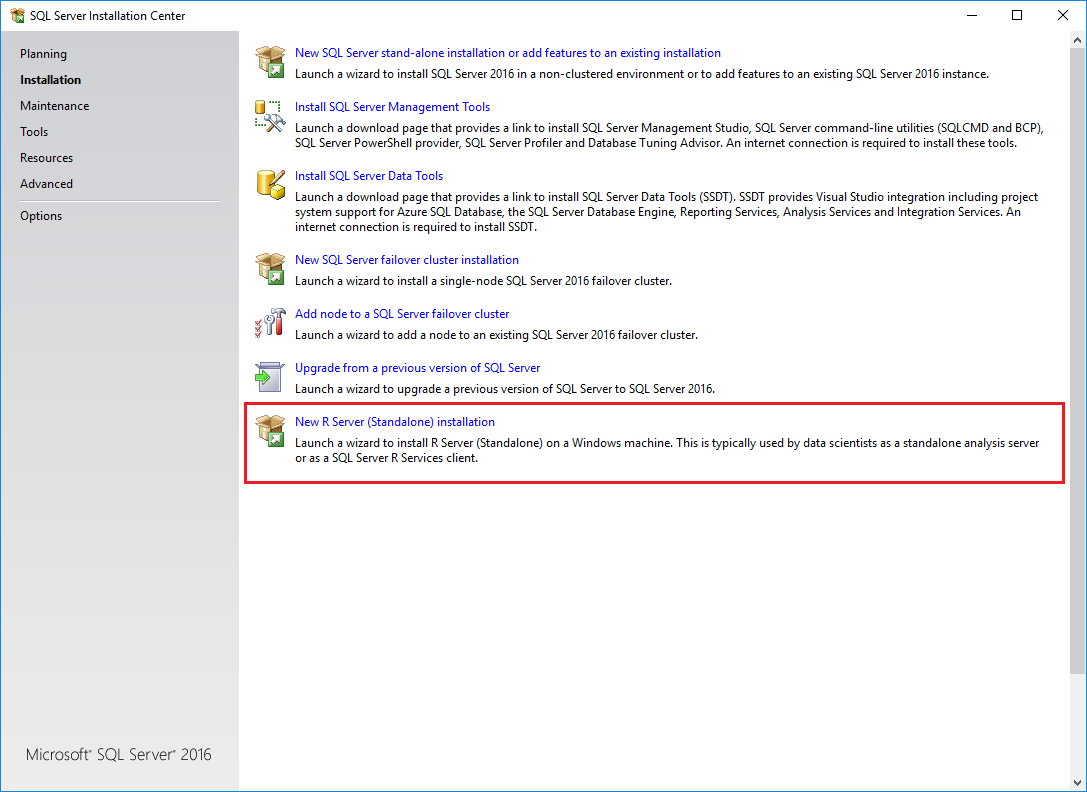 SQL Server Installation Center
Planning
Installation
Maintenance
Tools
Resources
Advanced
Options
New SQL Server stand-alone installation or add features to an existing installation
Launch a wizard to install SQL Server 2016 in a non-clustered environment or to add features to an existing SQL Server 2016 instance.
Install SQL Server Management Tools
Launch a download page that provides a link to install SQL Server Management Studio, SQL Server command-line utilities (SQLCMD and BCP),
SQL Server PowerShell provider, SQL Server Profiler and Database Tuning Advisor. An internet connection is required to install these tools.
Install SQL Server Data Tools
Launch a download page that provides a link to install SQL Server Data Tools (SSDT). SSDT provides Visual Studio integration including project
system support for Azure SQL Database, the SQL Server Database Engine, Reporting Services, Analysis Services and Integration Services. An
internet connection is required to install SSDT.
New SQL Server failover cluster installation
Launch a wizard to install a single-node SQL Server 2016 failover cluster.
Add node to a SQL Server failover cluster
Launch a wizard to add a node to an existing SQL Server 2016 failover cluster.
Upgrade from a previous version of SQL Server
Launch a wizard to upgrade a previous version of SQL Server to SQL Server 2016.
New R Server (Standalone) installation
Launch a wizard to install R Server (Standalone) on a Windows machine. This is typically used by data scientists as a standalone analysis server
or as a SQL Server R Services client.
Microsoft® SQL Server® 2016